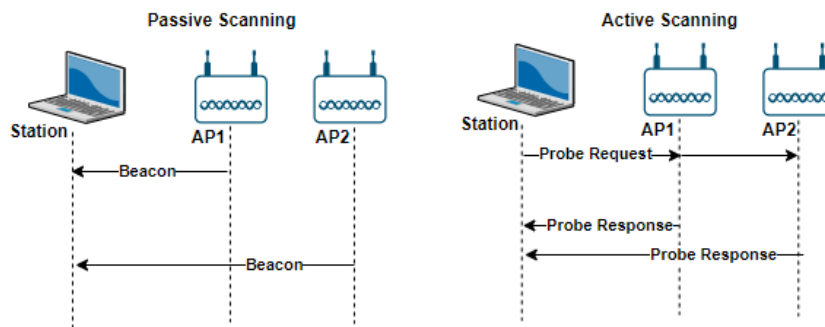 Passive Scanning
Station
AP1
AP2
Beacon
Beacon
Active Scanning
Station
AP1
AP2
Probe Request
Probe Response
Probe Response